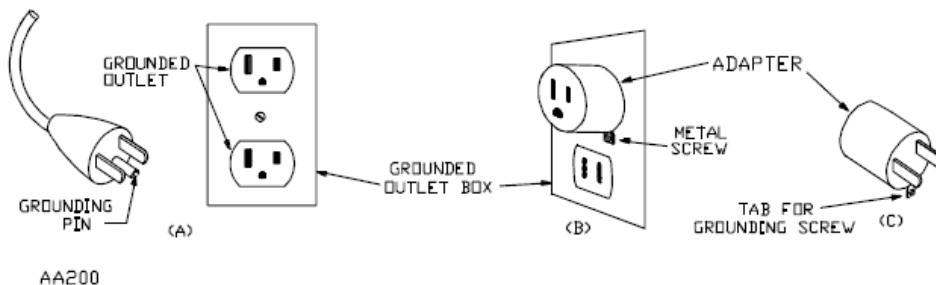 GROUNDED
OUTLET
GROUNDING
PIN
(A)
GROUNDED
OUTLET BOX
ADAPTER
METAL
SCREW
(B)
TAB FOR
GROUNDING SCREW
(C)
AA200